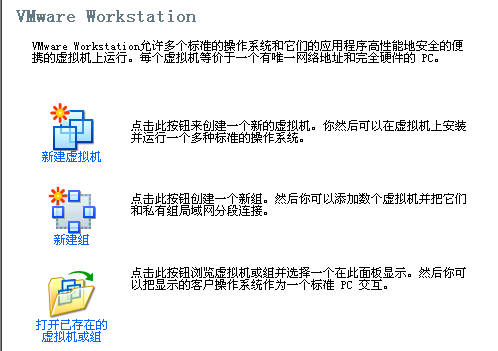 VMware Workstation
VMware Workstation允许多个标准的操作系统和它们的应用程序高性能地安全的便
携的虚拟机上运行。每个虚拟机等价于一个有唯一网络地址和完全硬件的 PC。
点击此按钮来创建一个新的虚拟机。你然后可以在虚拟机上安装
并运行一个多种标准的操作系统。
新建虚拟机
点击此按钮创建一个新组。然后你可以添加数个虚拟机并把它们
和私有组局域网分段连接。
新建组
点击此按钮浏览虚拟机或组并选择一个在此面板显示。然后你可
以把显示的客户操作系统作为一个标准 PC 交互。
打开已存在的
虚拟机或组